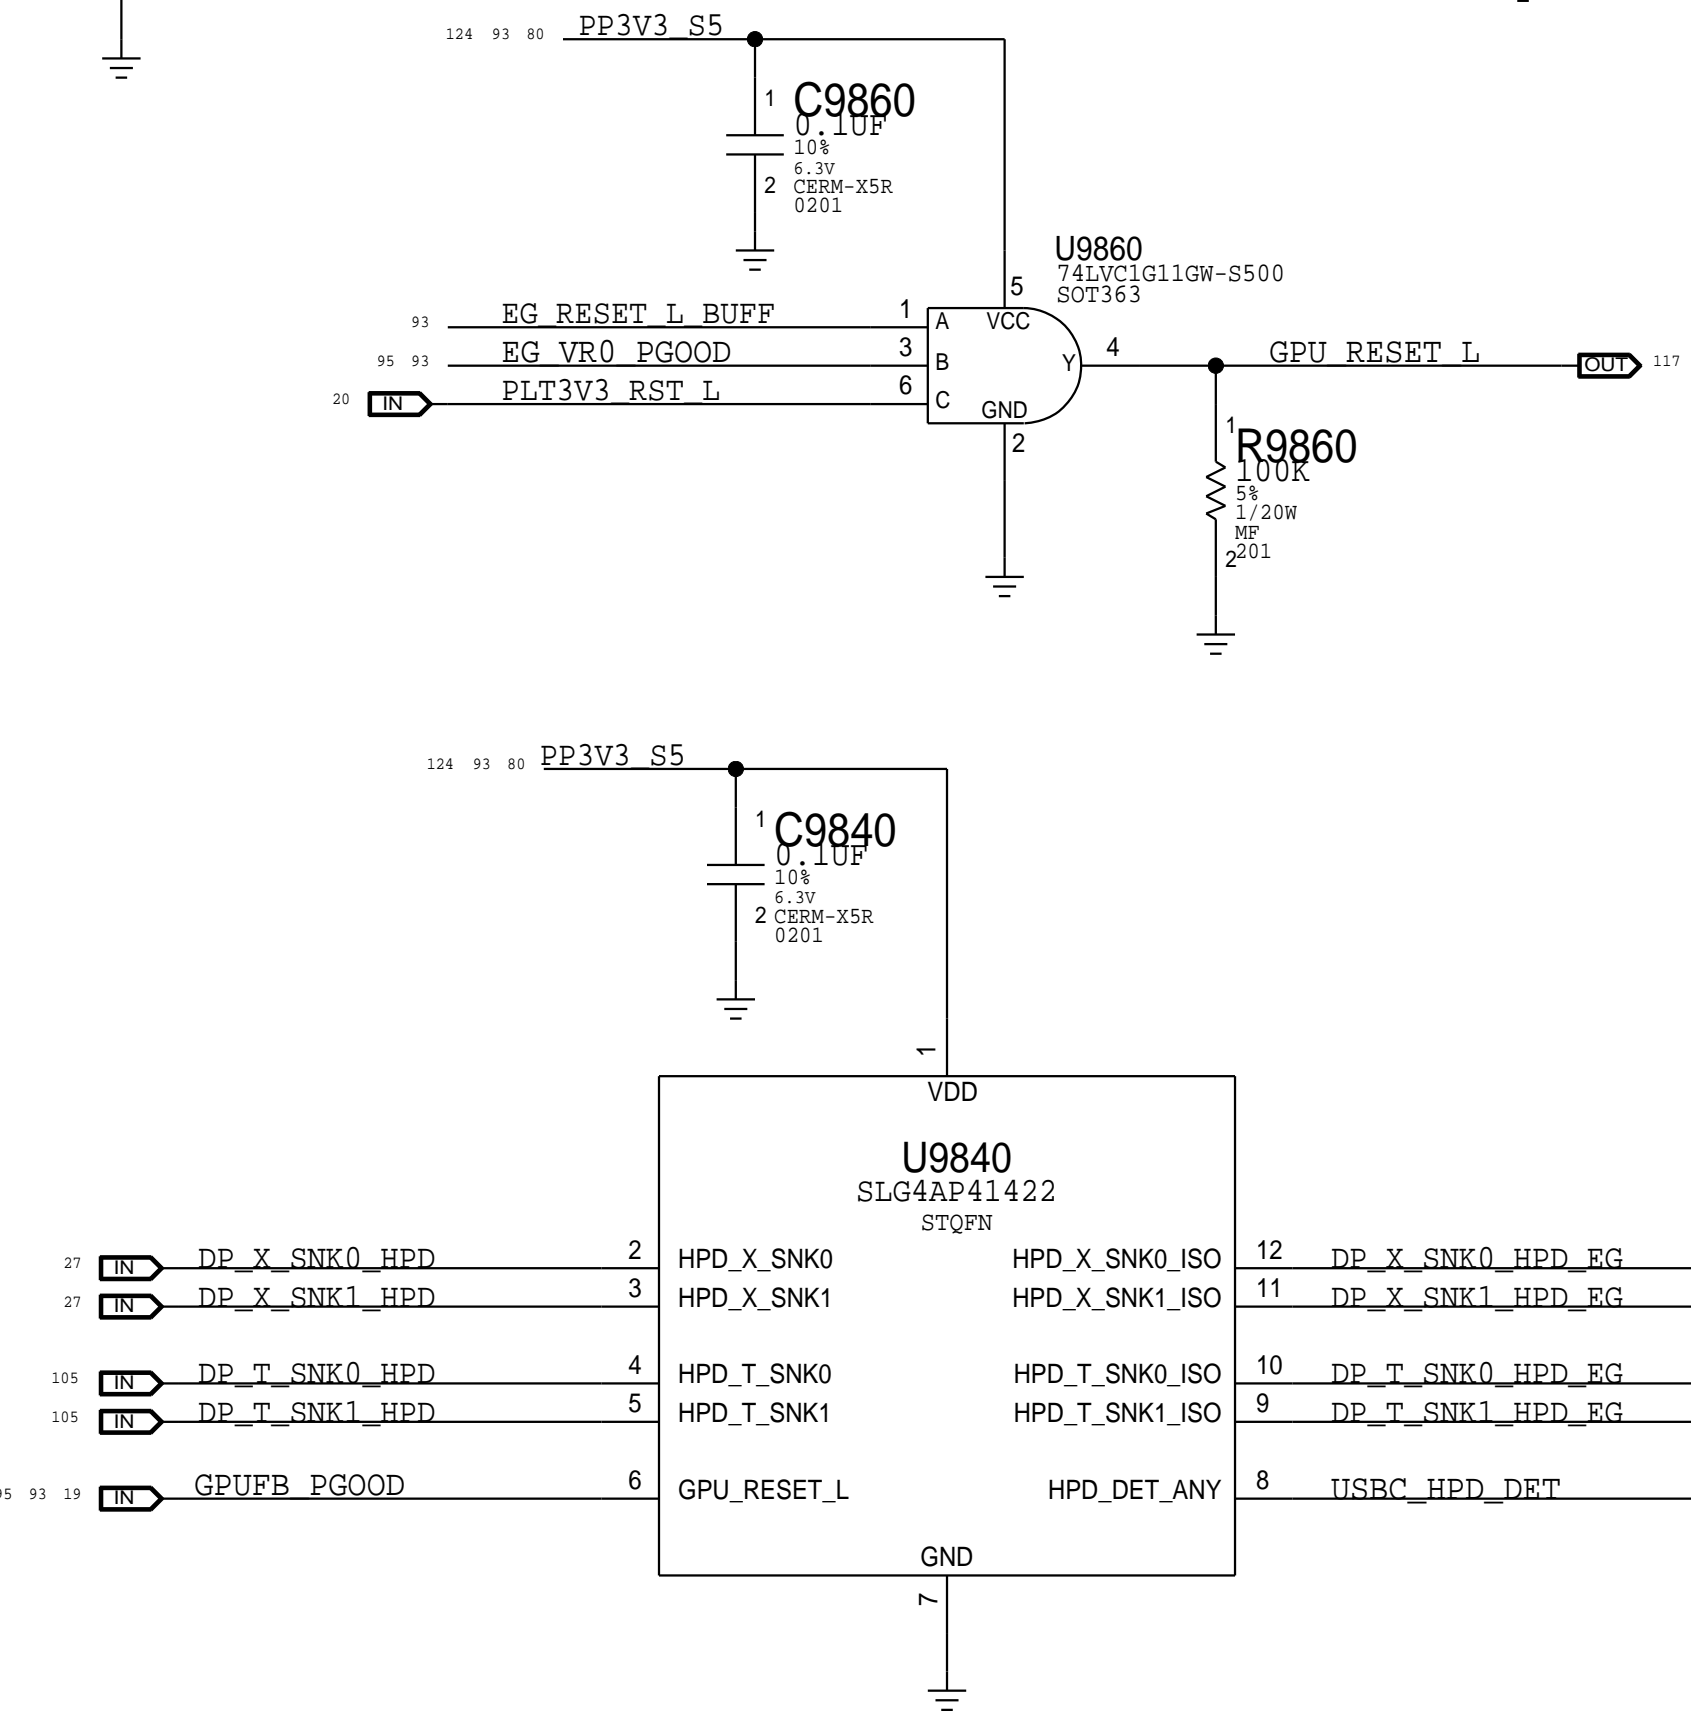 124 93 80 PP3V3_S5
1 C9860
0.1UF
10%
6.3V
2 CERM-X5R
0201
U9860
74LVC1G11GW-S500
SOT363
5
93 EG_RESET_L_BUFF 1 A VCC
95 93 EG_VR0_PGOOD 3 B Y 4 GPU_RESET_L OUT 117
20 IN PLT3V3_RST_L 6 C
GND
2
1 R9860
100K
5%
1/20W
MF
2 201
124 93 80 PP3V3_S5
1 C9840
0.1UF
10%
6.3V
2 CERM-X5R
0201
1
VDD
U9840
SLG4AP41422
STQFN
27 IN DP_X_SNK0_HPD 2 HPD_X_SNK0 HPD_X_SNK0_ISO 12 DP_X_SNK0_HPD_EG
27 IN DP_X_SNK1_HPD 3 HPD_X_SNK1 HPD_X_SNK1_ISO 11 DP_X_SNK1_HPD_EG
105 IN DP_T_SNK0_HPD 4 HPD_T_SNK0 HPD_T_SNK0_ISO 10 DP_T_SNK0_HPD_EG
105 IN DP_T_SNK1_HPD 5 HPD_T_SNK1 HPD_T_SNK1_ISO 9 DP_T_SNK1_HPD_EG
95 93 19 IN GPUFB_PGOOD 6 GPU_RESET_L HPD_DET_ANY 8 USBC_HPD_DET
GND
7